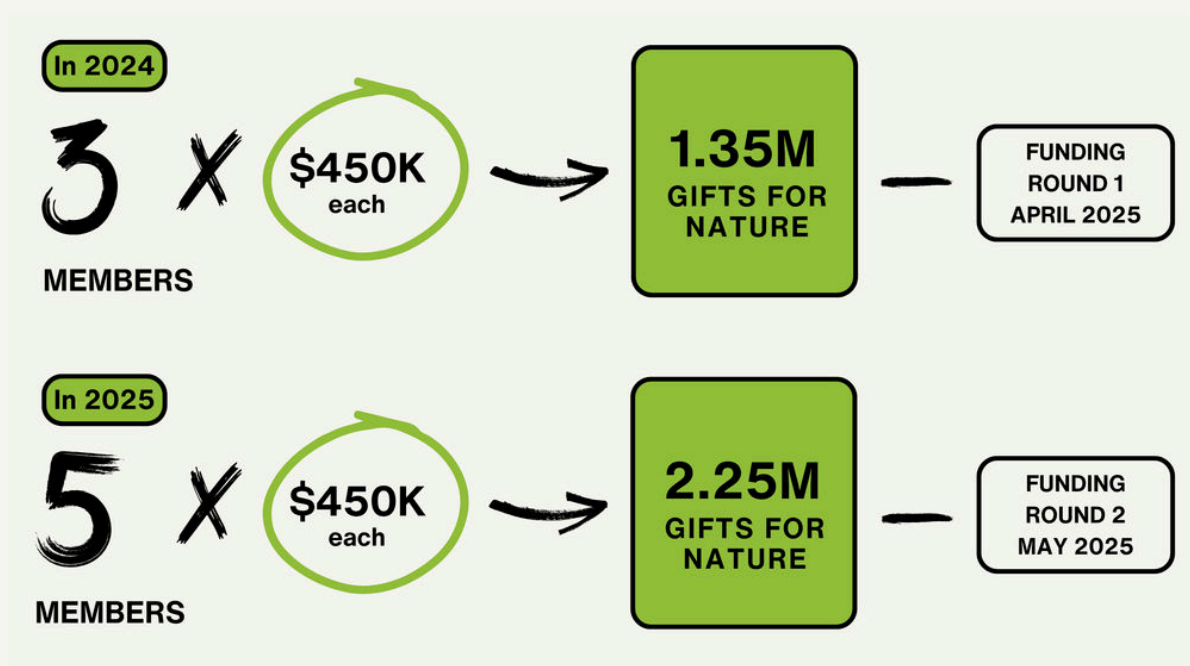 In 2024
3 X $450K
each
MEMBERS
1.35M
GIFTS FOR
NATURE
FUNDING
ROUND 1
APRIL 2025
In 2025
5 X $450K
each
MEMBERS
2.25M
GIFTS FOR
NATURE
FUNDING
ROUND 2
MAY 2025